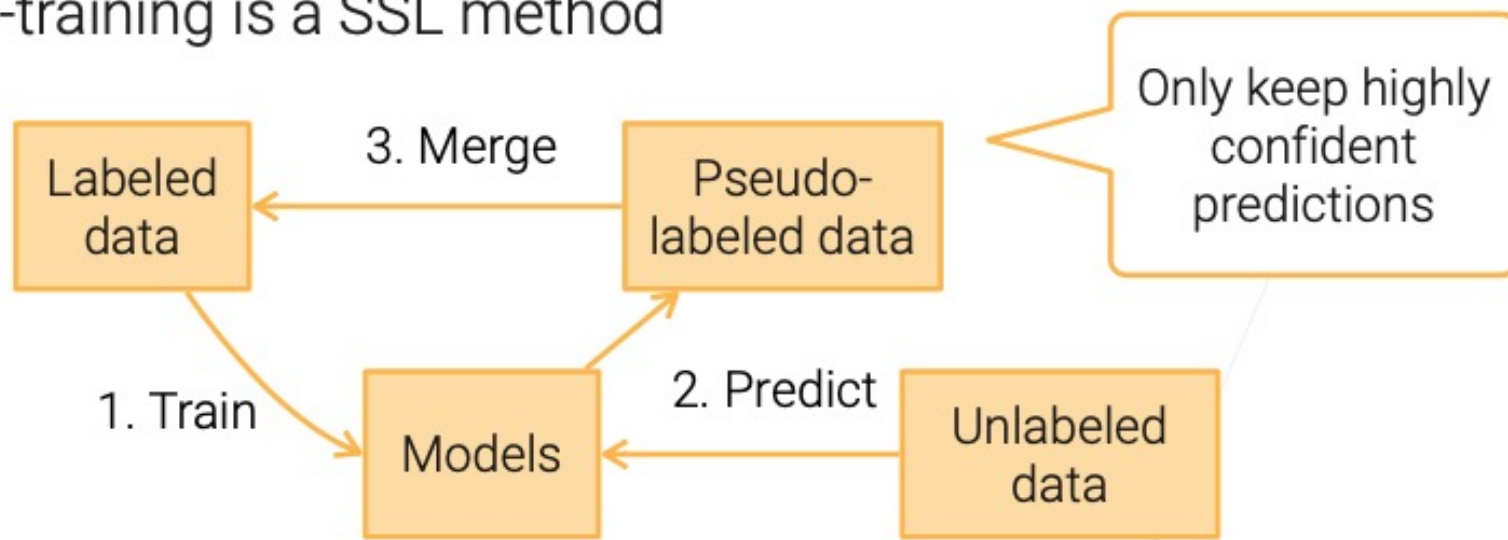 -training is a SSL method
Only keep highly
confident
predictions
3. Merge
Labeled
data
Pseudo-
labeled data
1. Train
2. Predict
Models
Unlabeled
data